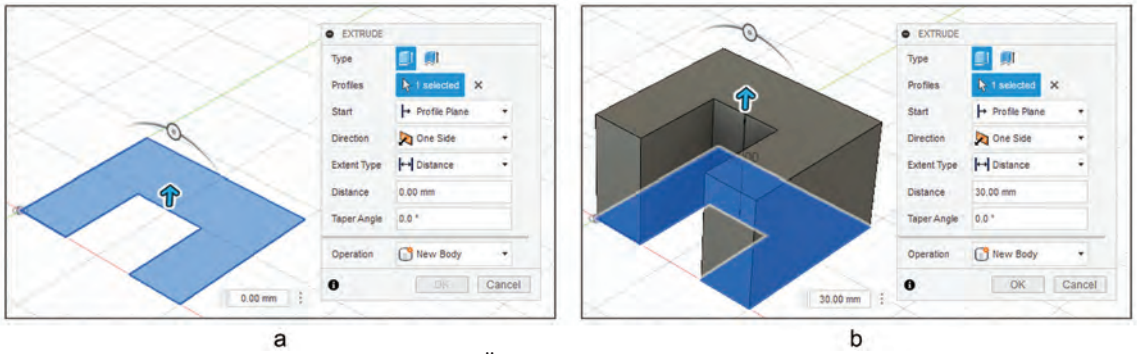 EXTRUDE
Type
Profiles 1 selected ×
Start Profile Plane
Direction One Side
Extent Type Distance
Distance 0.00 mm
Taper Angle 0.0 °
Operation New Body
OK Cancel
0.00 mm
a
EXTRUDE
Type
Profiles 1 selected ×
Start Profile Plane
Direction One Side
Extent Type Distance
Distance 30.00 mm
Taper Angle 0.0 °
Operation New Body
OK Cancel
30.00 mm
b